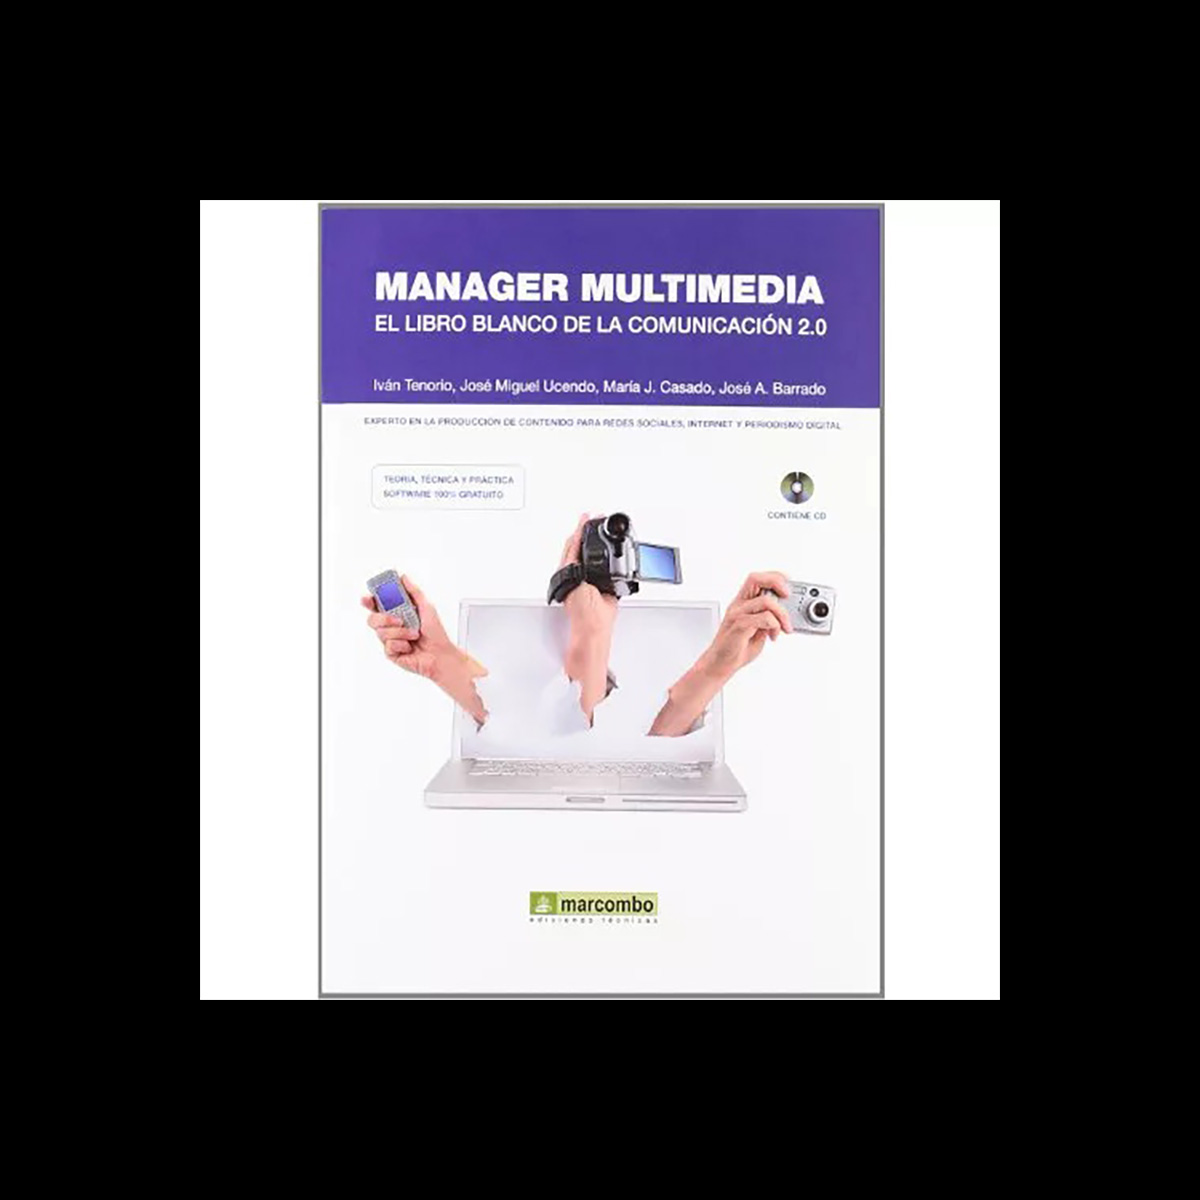 MANAGER MULTIMEDIA
EL LIBRO BLANCO DE LA COMUNICACIÓN 2.0
Iván Tenorio, José Miguel Ucendo, María J. Casado, José A. Barrado
EXPERTO EN LA PRODUCCIÓN DE CONTENIDO PARA REDES SOCIALES, INTERNET Y PERIODISMO DIGITAL
TEORÍA, TÉCNICA Y PRÁCTICA
SOFTWARE 100% GRATUITO
CONTIENE CD
marcombo
ediciones técnicas